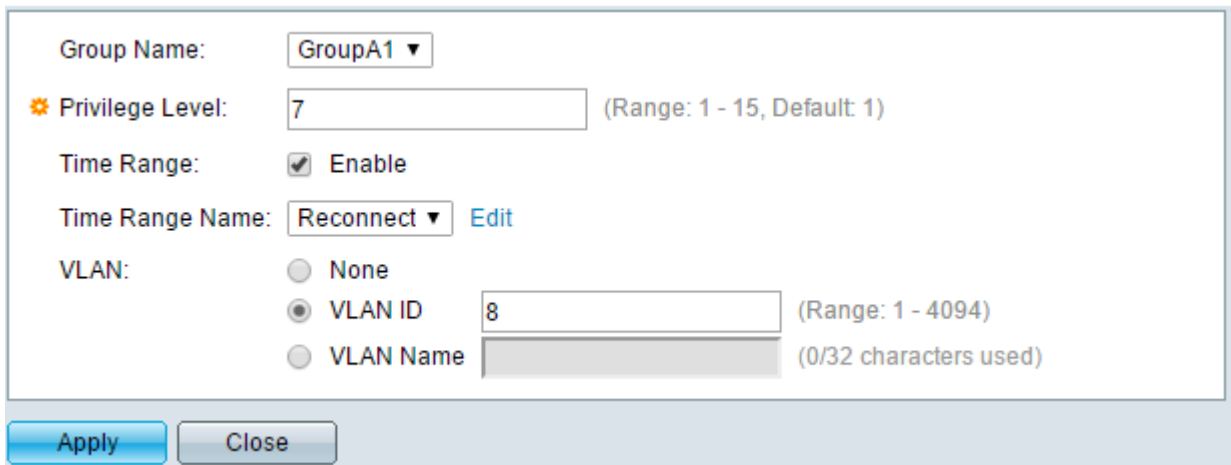 Group Name: GroupA1
Privilege Level: 7 (Range: 1 - 15, Default: 1)
Time Range: Enable
Time Range Name: Reconnect Edit
VLAN: None
VLAN ID 8 (Range: 1 - 4094)
VLAN Name (0/32 characters used)
Apply Close